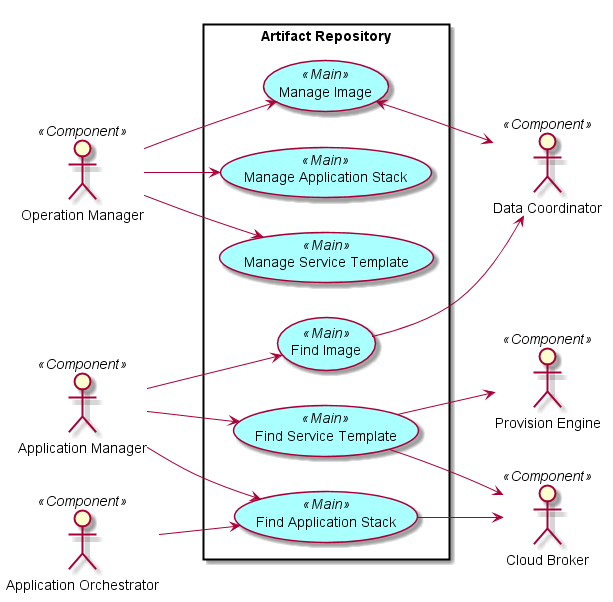 Artifact Repository
«Main»
Manage Image
«Component»
Operation Manager
«Component»
Data Coordinator
«Main»
Manage Application Stack
«Main»
Manage Service Template
«Main»
Find Image
«Component»
Application Manager
«Component»
Provision Engine
«Main»
Find Service Template
«Component»
Application Orchestrator
«Main»
Find Application Stack
«Component»
Cloud Broker